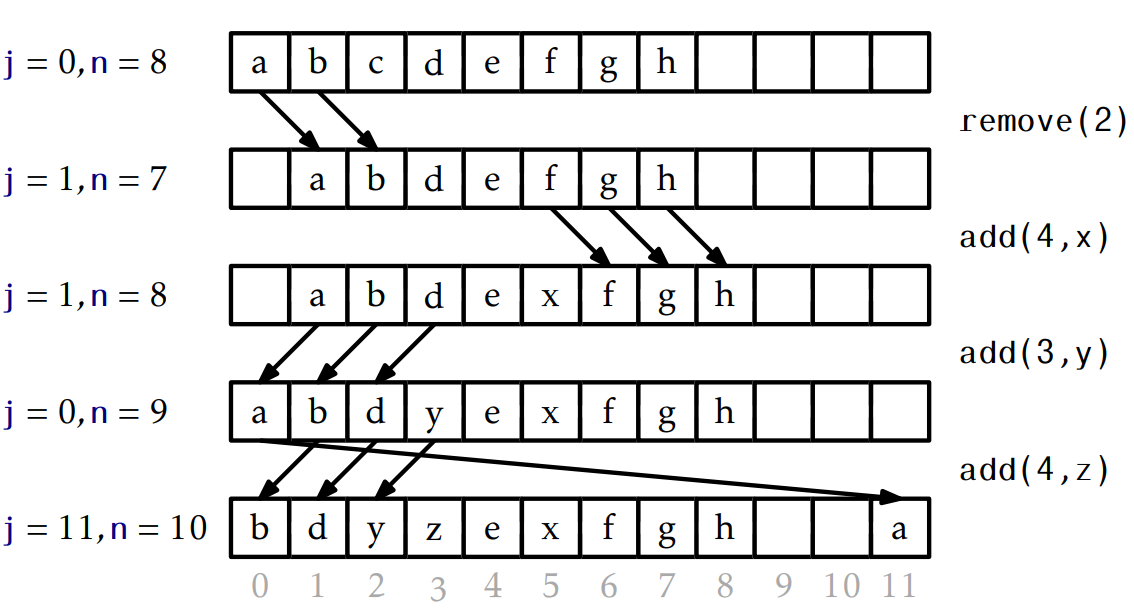 j = 0, n = 8 a b c d e f g h
remove(2)
j = 1, n = 7 a b d e f g h
add(4,x)
j = 1, n = 8 a b d e x f g h
add(3,y)
j = 0, n = 9 a b d y e x f g h
add(4,z)
j = 11, n = 10 b d y z e x f g h a
0 1 2 3 4 5 6 7 8 9 10 11